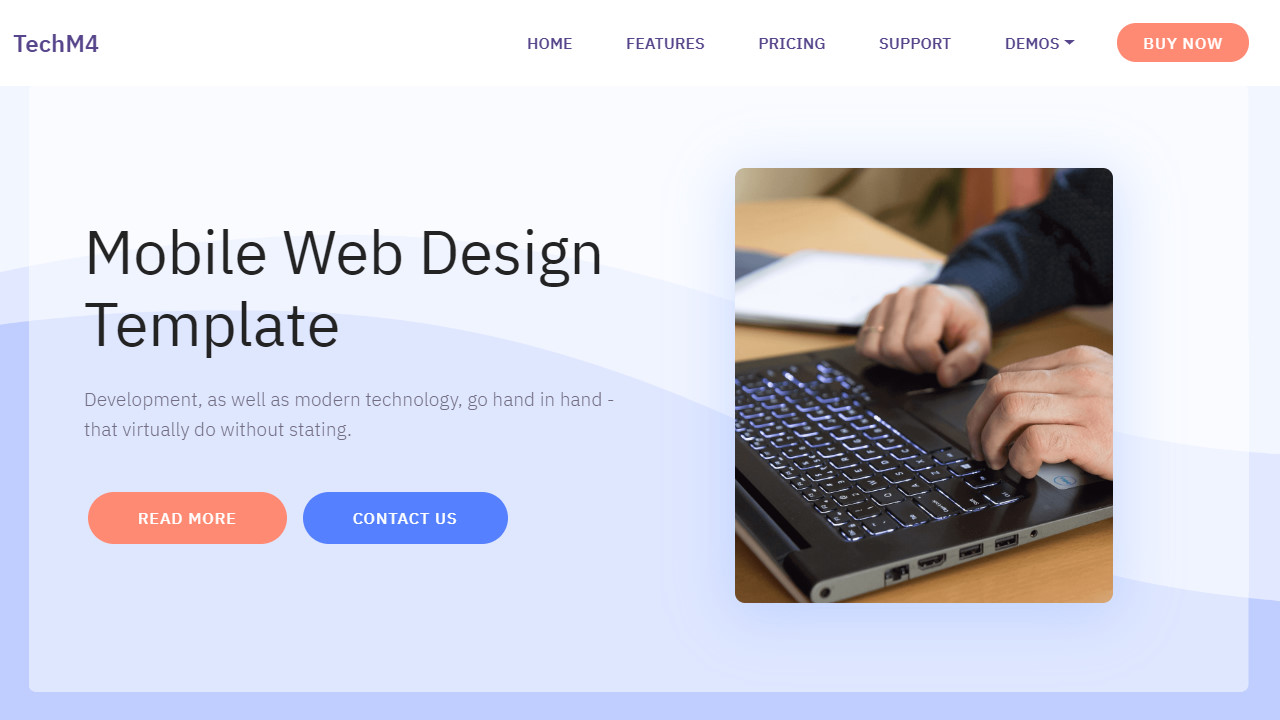 TechM4
HOME FEATURES PRICING SUPPORT DEMOS BUY NOW
Mobile Web Design
Template
Development, as well as modern technology, go hand in hand -
that virtually do without stating.
READ MORE CONTACT US